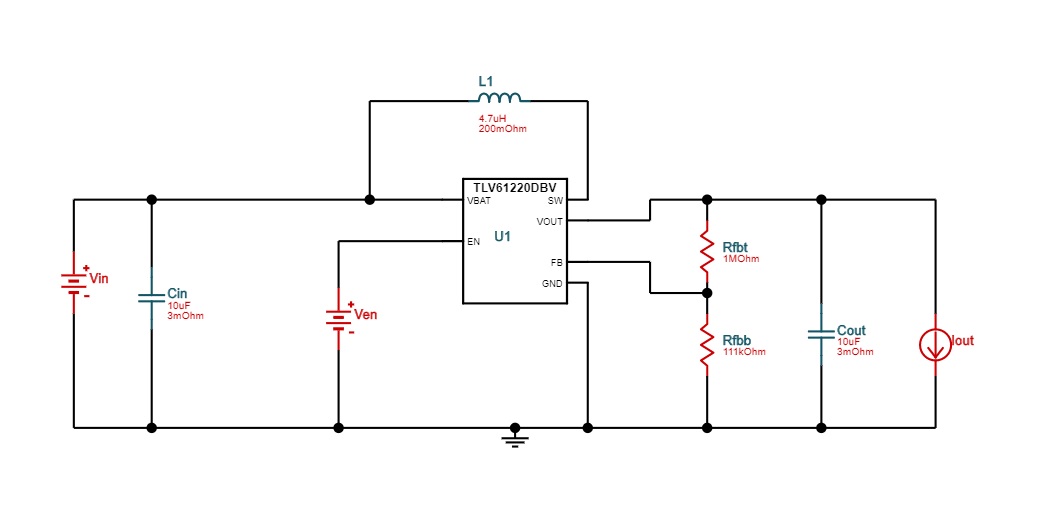 L1
4.7uH
200mOhm
TLV61220DBV
VBAT
SW
VOUT
U1
EN
FB
GND
+
Vin
-
Cin
10uF
3mOhm
+
Ven
-
Rfbt
1MOhm
Rfbb
111kOhm
Cout
10uF
3mOhm
Iout